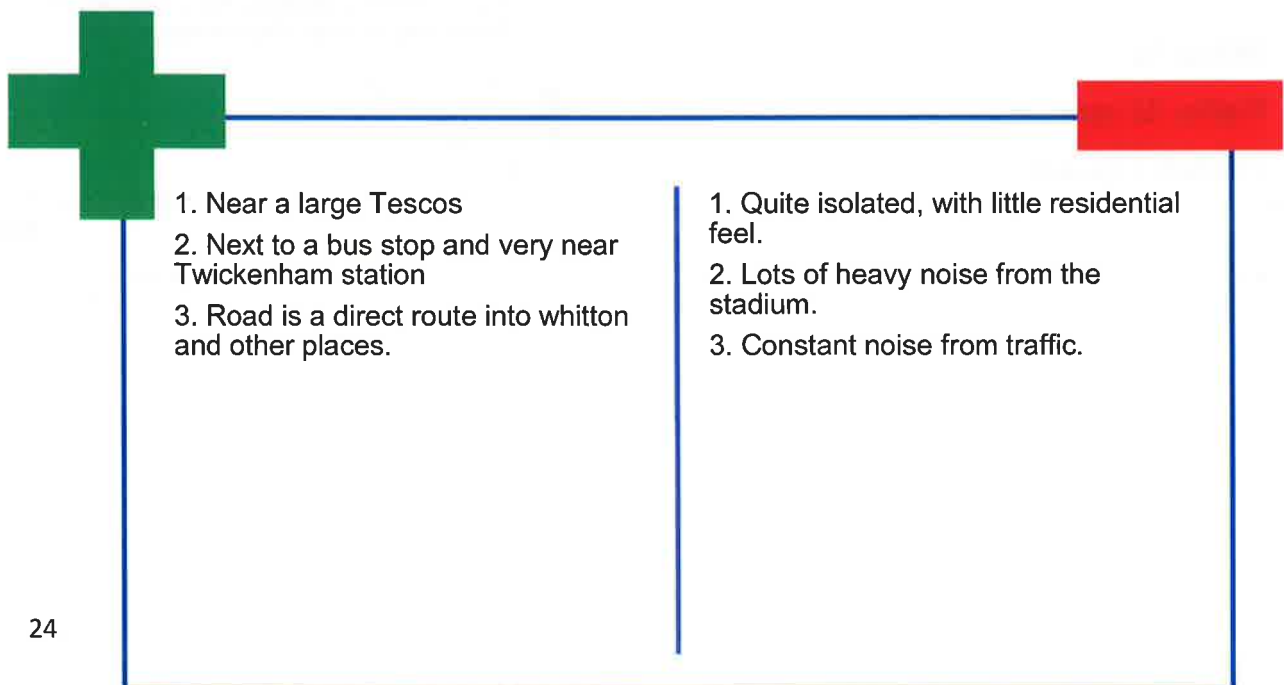 1. Near a large Tescos
2. Next to a bus stop and very near
Twickenham station
3. Road is a direct route into whitton
and other places.
1. Quite isolated, with little residential
feel.
2. Lots of heavy noise from the
stadium.
3. Constant noise from traffic.
24